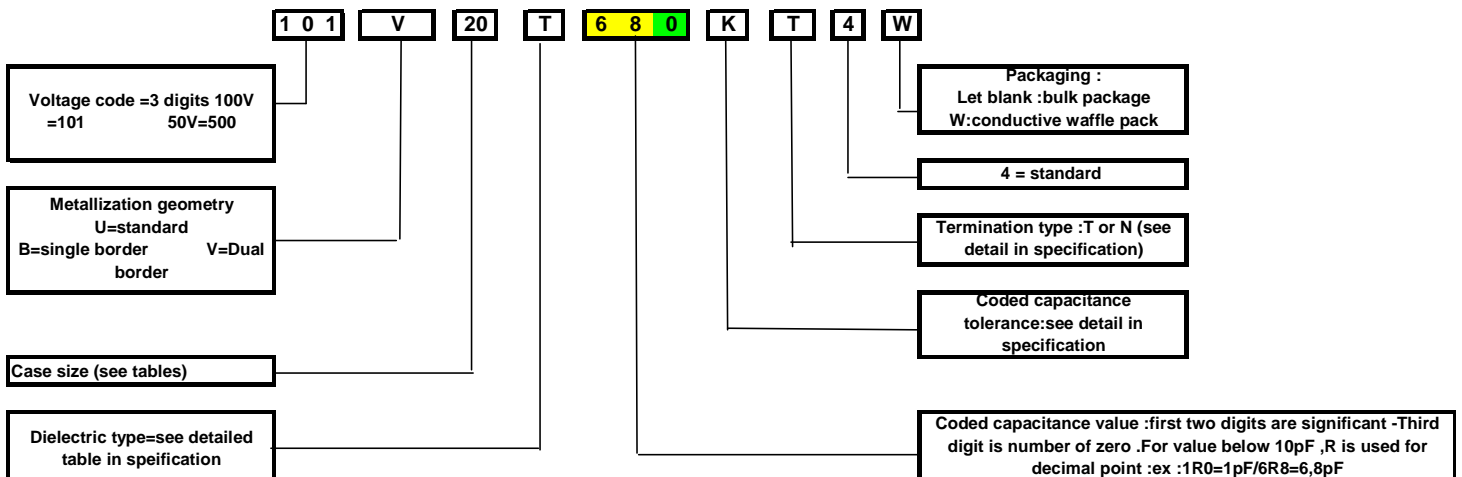 1 0 1 V 20 T 6 8 0 K T 4 W
Voltage code =3 digits 100V
=101 50V=500
Metallization geometry
U=standard
B=single border V=Dual
border
Case size (see tables)
Dielectric type=see detailed
table in speification
Packaging :
Let blank :bulk package
W:conductive waffle pack
4 = standard
Termination type :T or N (see
detail in specification)
Coded capacitance
tolerance:see detail in
specification
Coded capacitance value :first two digits are significant -Third
digit is number of zero .For value below 10pF ,R is used for
decimal point :ex :1R0=1pF/6R8=6,8pF